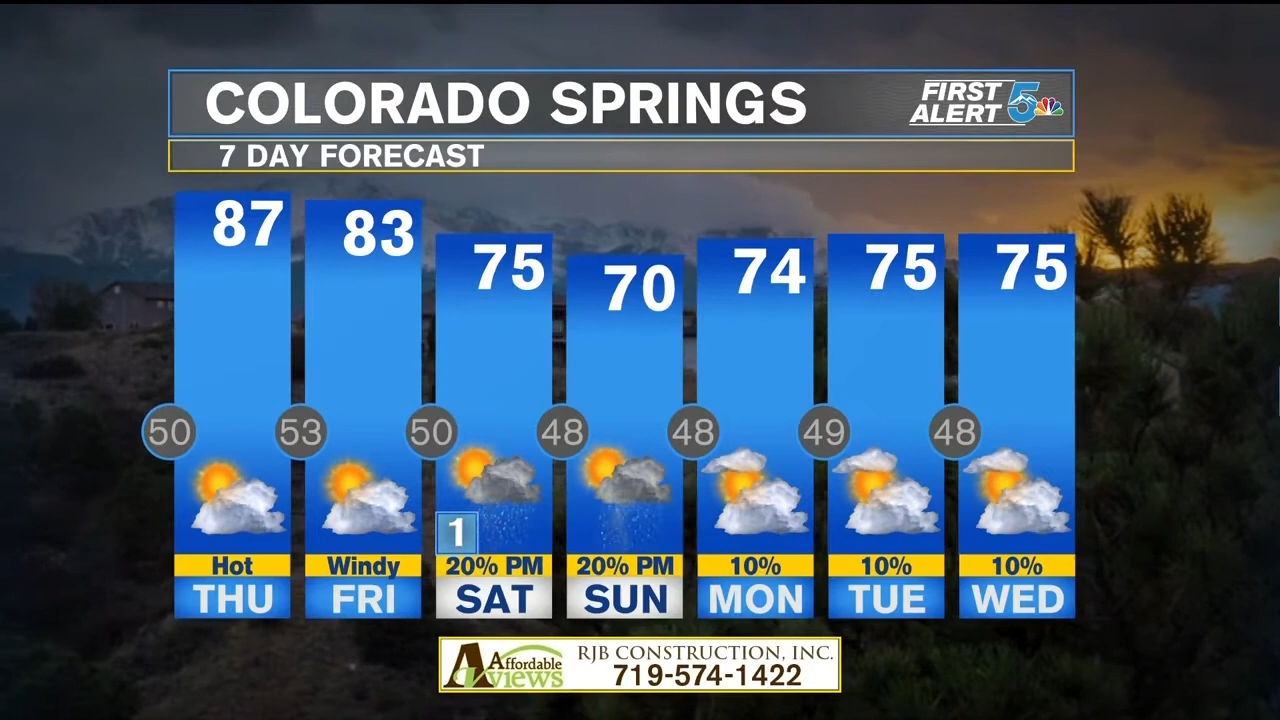 COLORADO SPRINGS
FIRST
ALERT 5
7 DAY FORECAST
87 83 75 70 74 75 75
50 53 50 48 48 49 48
1
Hot Windy 20% PM 20% PM 10% 10% 10%
THU FRI SAT SUN MON TUE WED
Affordable
views
RJB CONSTRUCTION, INC.
719-574-1422